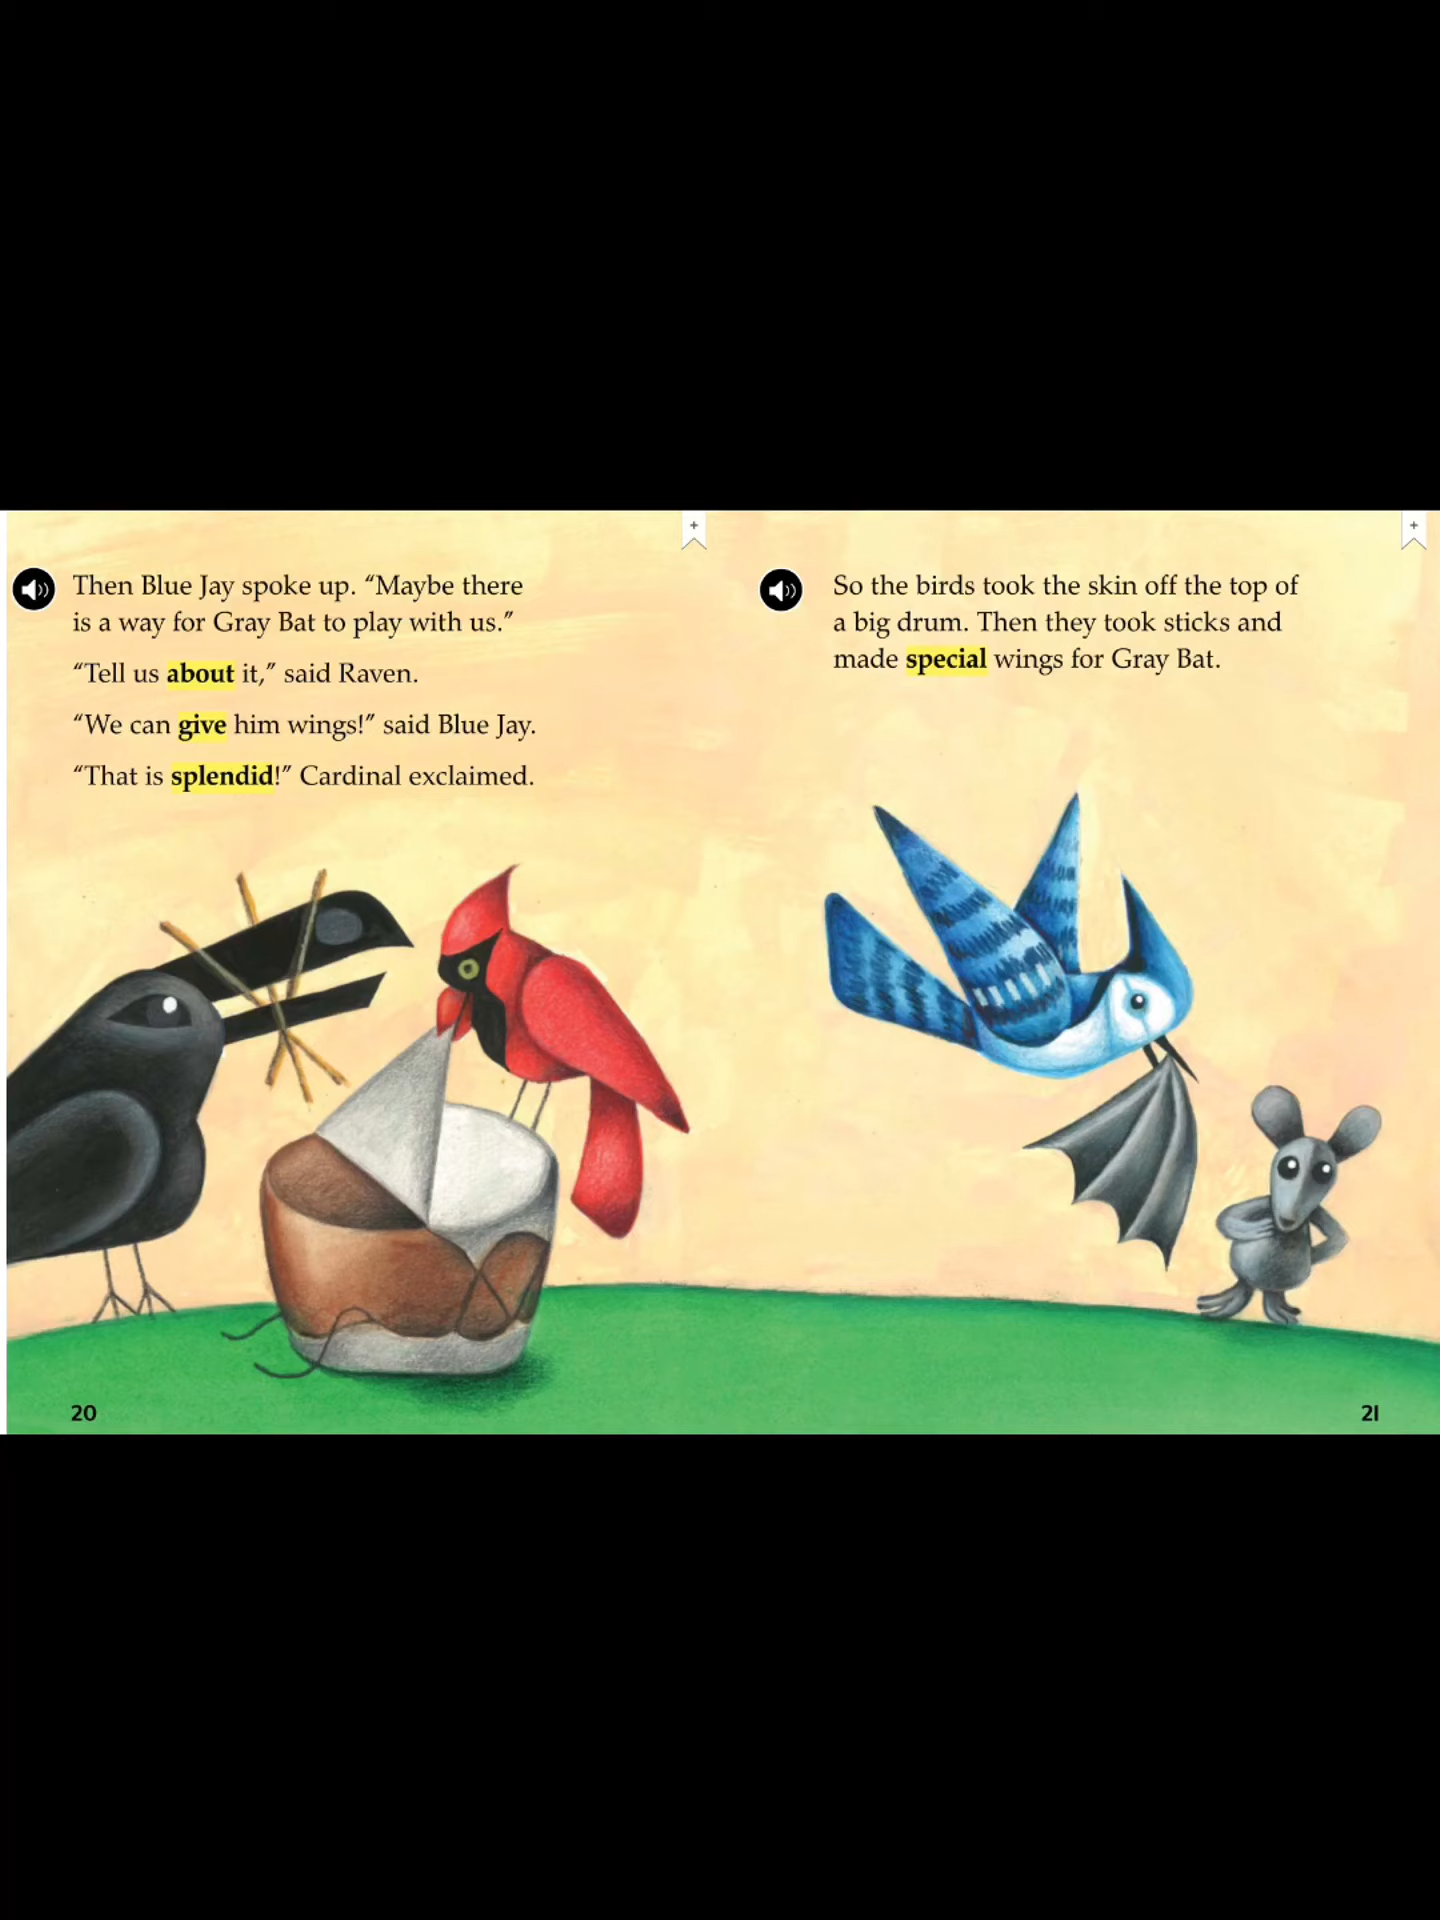 Then Blue Jay spoke up. “Maybe there
is a way for Gray Bat to play with us.”
“Tell us about it,” said Raven.
“We can give him wings!” said Blue Jay.
“That is splendid!” Cardinal exclaimed.
20
So the birds took the skin off the top of
a big drum. Then they took sticks and
made special wings for Gray Bat.
21